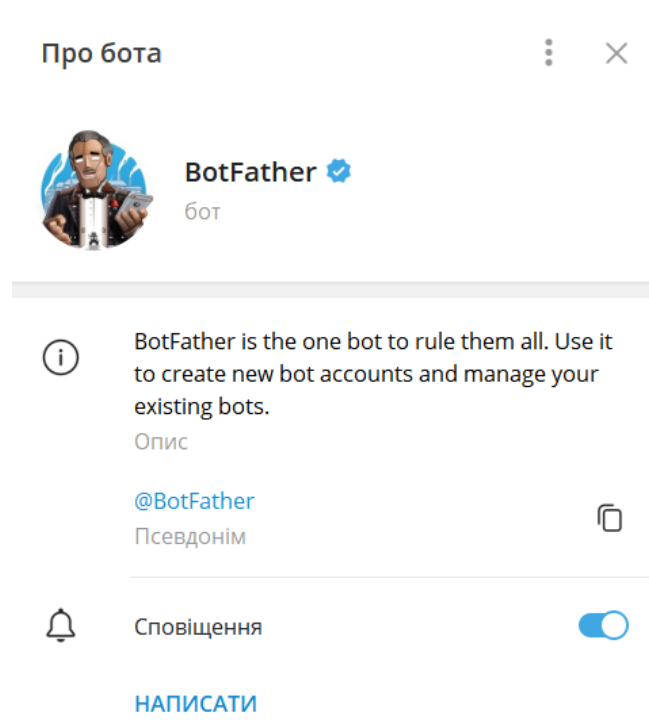 Про бота
BotFather
бот
BotFather is the one bot to rule them all. Use it
to create new bot accounts and manage your
existing bots.
Опис
@BotFather
Псевдонім
Сповіщення
НАПИСАТИ